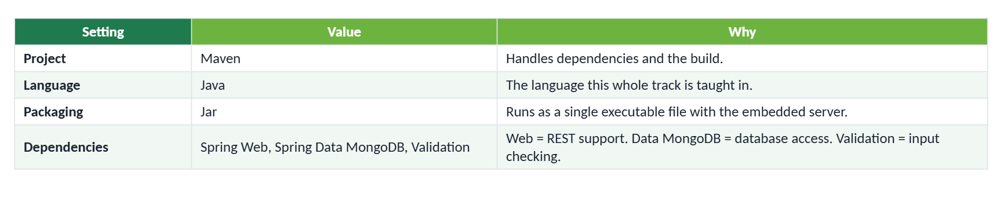 Setting Value Why
Project Maven Handles dependencies and the build.
Language Java The language this whole track is taught in.
Packaging Jar Runs as a single executable file with the embedded server.
Dependencies Spring Web, Spring Data MongoDB, Validation Web = REST support. Data MongoDB = database access. Validation = input
checking.